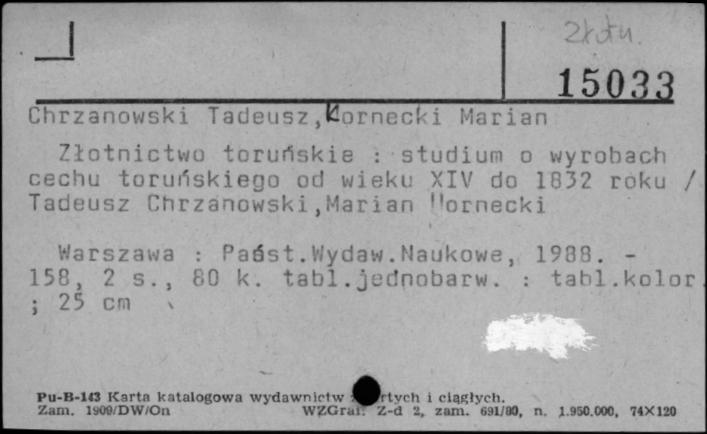 Złotn.
15033
Chrzanowski Tadeusz, Kornecki Marian
Złotnictwo toruńskie : studium o wyrobach
cechu toruńskiego od wieku XIV do 1832 roku /
Tadeusz Chrzanowski,Marian Kornecki
Warszawa : Państ.Wydaw.Naukowe, 1988. -
158, 2 s., 80 k. tabl.jednobarw. : tabl.kolor.
; 25 cm
Pu-B-143 Karta katalogowa wydawnictw zwartych i ciągłych.
Zam. 1909/DW/On WZGraf. Z-d 2, zam. 691/80, n. 1.950.000, 74X120